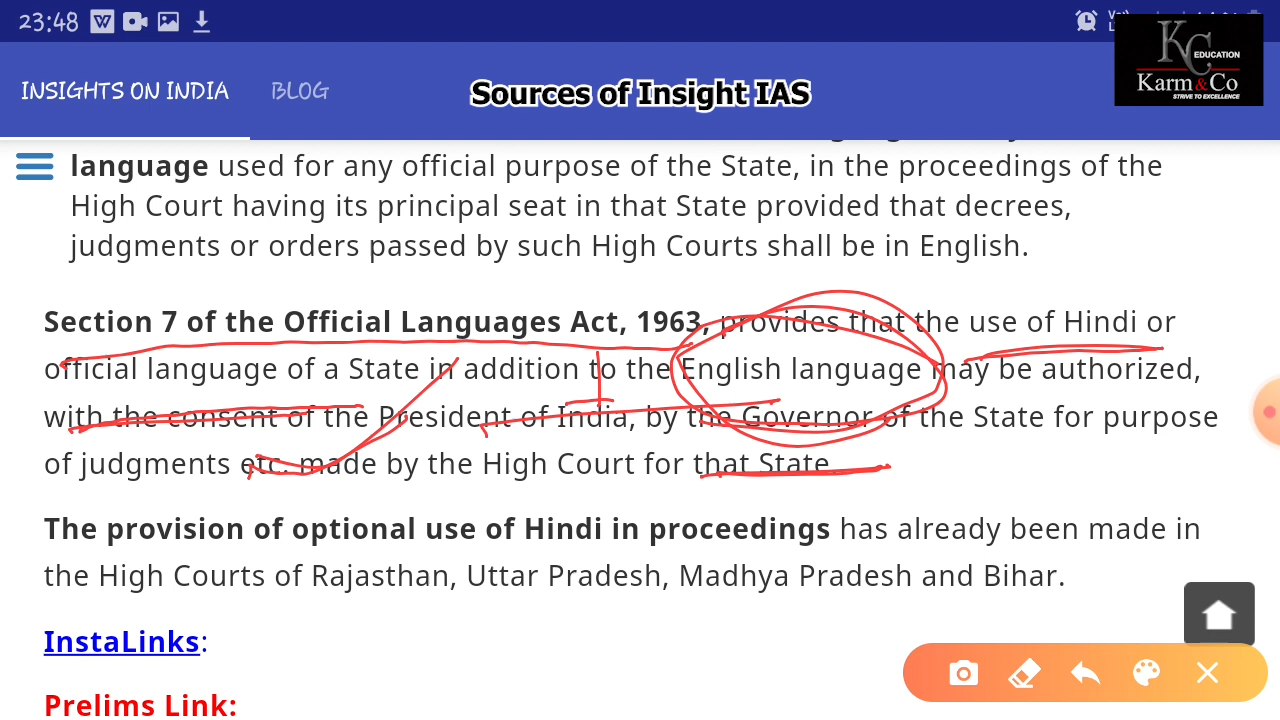 23:48
KC EDUCATION
Karm&Co
STRIVE TO EXCELLENCE
INSIGHTS ON INDIA BLOG Sources of Insight IAS
language used for any official purpose of the State, in the proceedings of the
High Court having its principal seat in that State provided that decrees,
judgments or orders passed by such High Courts shall be in English.
Section 7 of the Official Languages Act, 1963, provides that the use of Hindi or
official language of a State in addition to the English language may be authorized,
with the consent of the President of India, by the Governor of the State for purpose
of judgments etc. made by the High Court for that State.
The provision of optional use of Hindi in proceedings has already been made in
the High Courts of Rajasthan, Uttar Pradesh, Madhya Pradesh and Bihar.
InstaLinks:
Prelims Link: